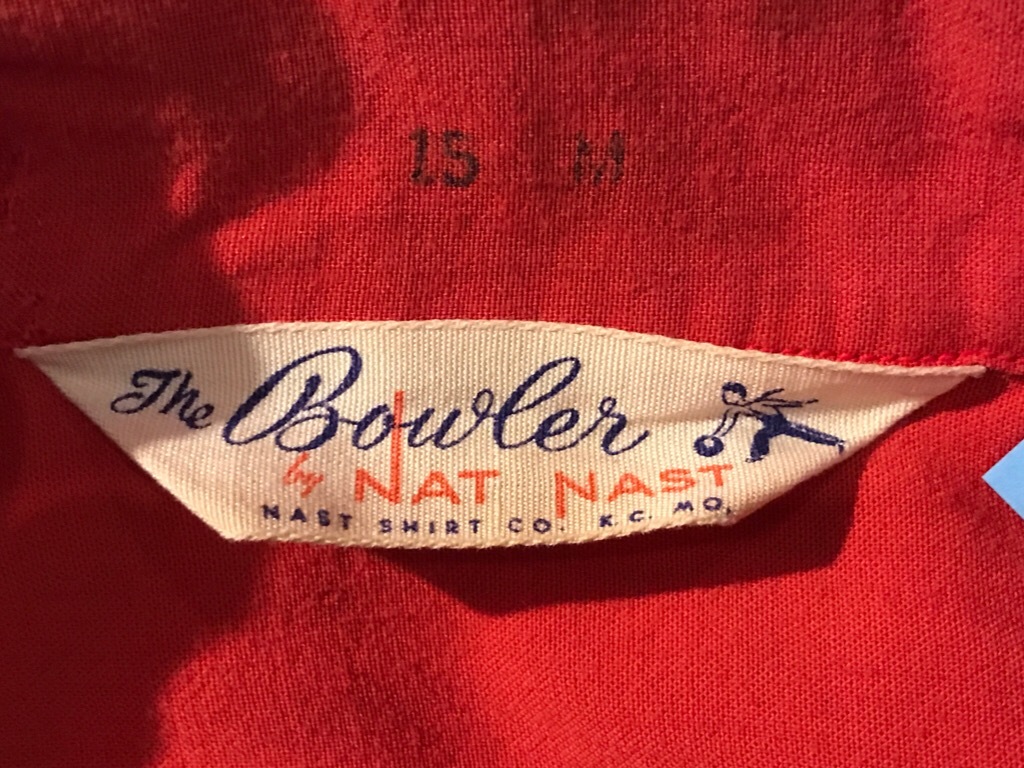 15 M
The Bowler
by NAT NAST
NAST SHIRT CO. K.C. MO.